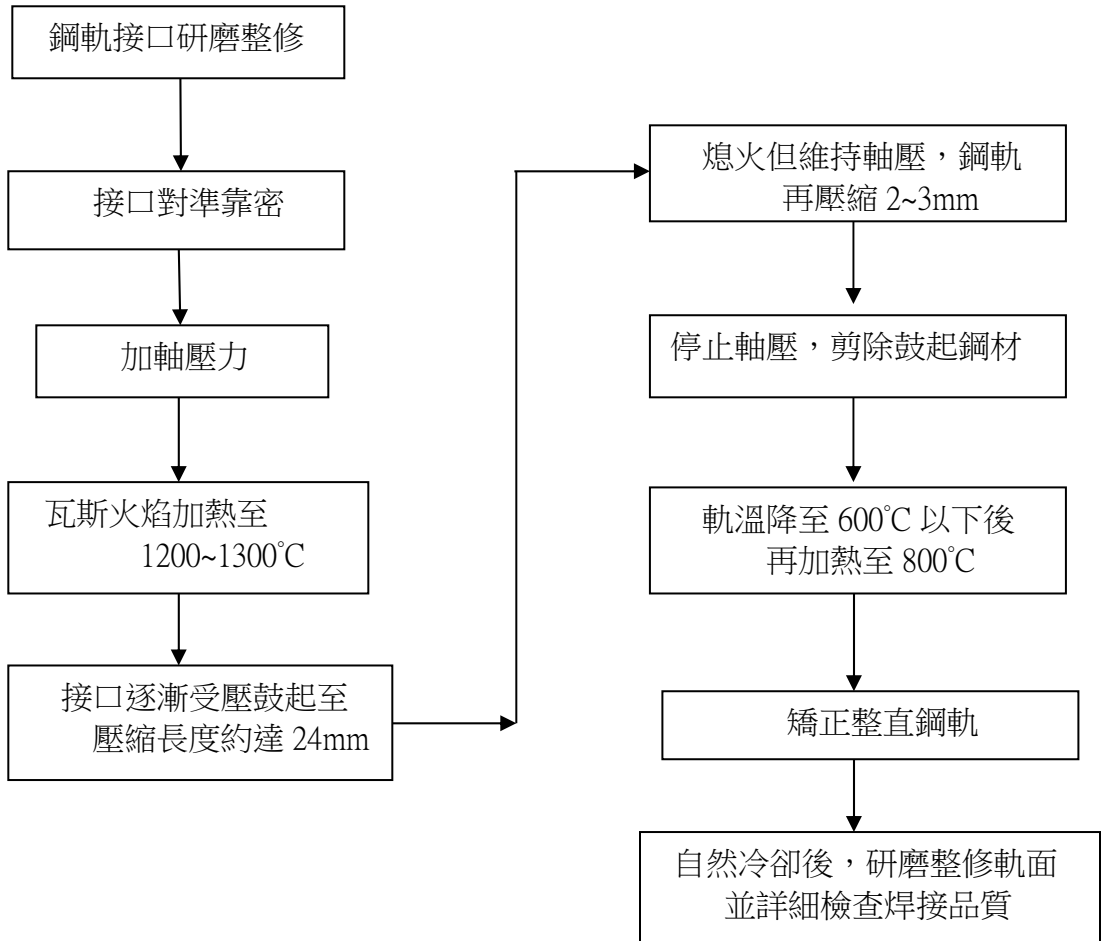 鋼軌接口研磨整修
接口對準靠密
加軸壓力
瓦斯火焰加熱至
1200~1300℃
接口逐漸受壓鼓起至
壓縮長度約達 24mm
熄火但維持軸壓，鋼軌
再壓縮 2~3mm
停止軸壓，剪除鼓起鋼材
軌溫降至 600℃ 以下後
再加熱至 800℃
矯正整直鋼軌
自然冷卻後，研磨整修軌面
並詳細檢查焊接品質